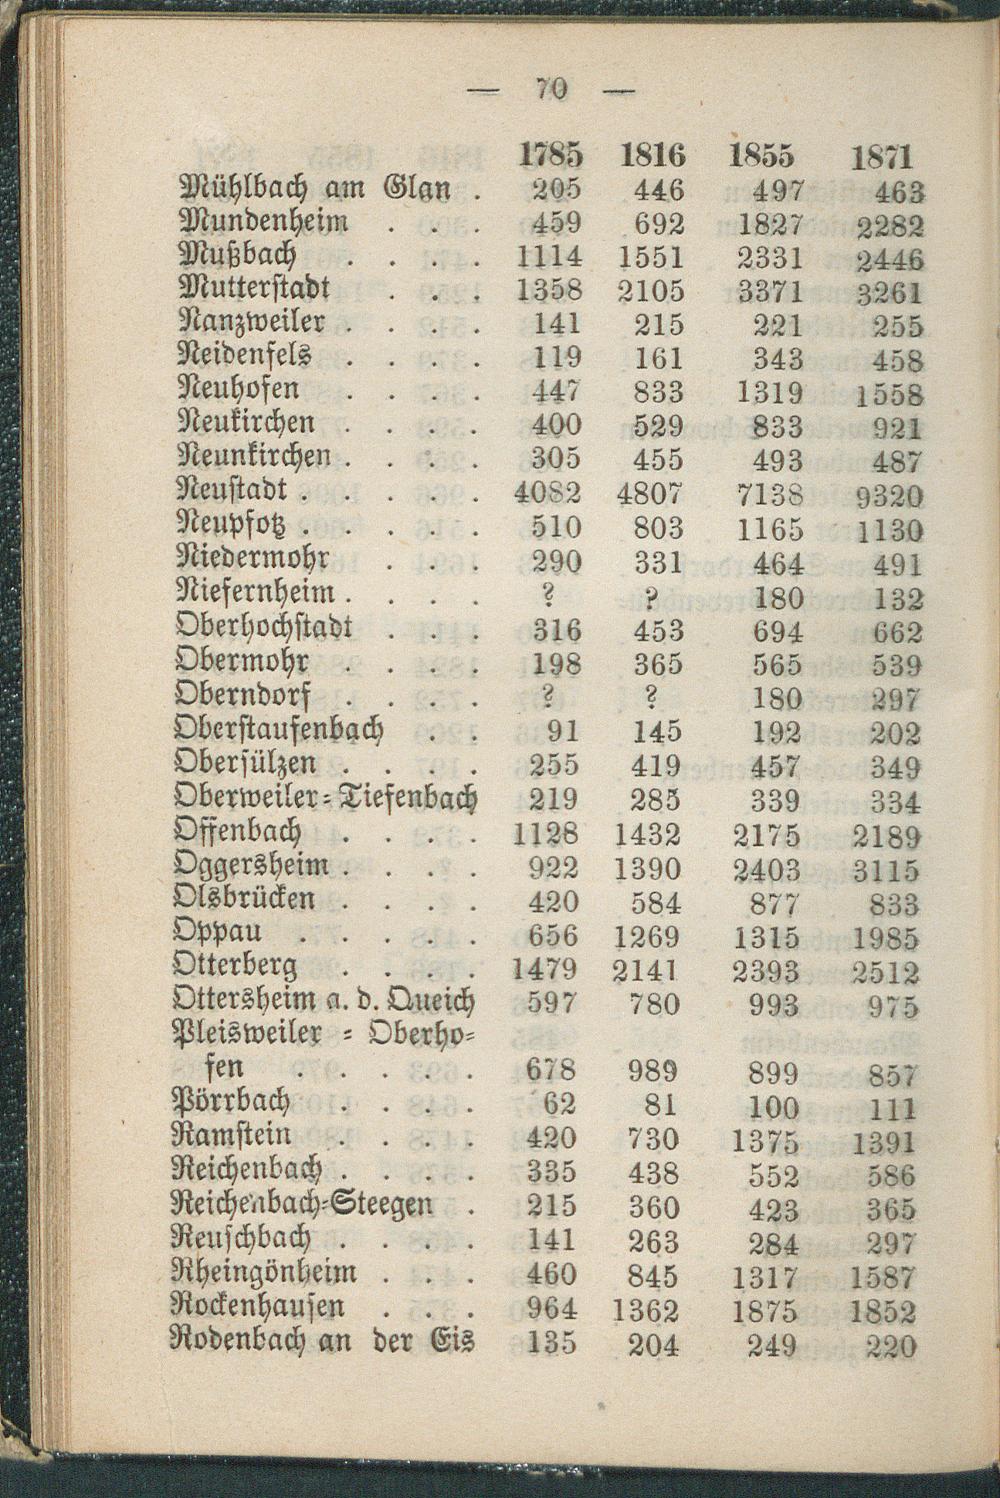 — 70 —
1785 1816 1855 1871
Mühlbach am Glan . 205 446 497 463
Mundenheim . . . 459 692 1827 2282
Mußbach . . . . 1114 1551 2331 2446
Mutterstadt . . . 1358 2105 3371 3261
Nanzweiler . . . . 141 215 221 255
Neidenfels . . . . 119 161 343 458
Neuhofen . . . . 447 833 1319 1558
Neukirchen . . . . 400 529 833 921
Neunkirchen . . . . 305 455 493 487
Neustadt . . . . . 4082 4807 7138 9320
Neupfotz . . . . . 510 803 1165 1130
Niedermohr . . . 290 331 464 491
Niefernheim . . . . ? ? 180 132
Oberhochstadt . . . 316 453 694 662
Obermohr . . . . 198 365 565 539
Oberndorf . . . . ? ? 180 297
Oberstaufenbach . . 91 145 192 202
Obersülzen . . . . 255 419 457 349
Oberweiler-Tiefenbach 219 285 339 334
Offenbach . . . . 1128 1432 2175 2189
Oggersheim . . . . 922 1390 2403 3115
Olsbrücken . . . . 420 584 877 833
Oppau . . . . . 656 1269 1315 1985
Otterberg . . . . 1479 2141 2393 2512
Ottersheim a. d. Queich 597 780 993 975
Pleisweiler - Oberho-
fen . . . . . 678 989 899 857
Pörrbach . . . . 62 81 100 111
Ramstein . . . . 420 730 1375 1391
Reichenbach . . . . 335 438 552 586
Reichenbach-Steegen . 215 360 423 365
Reuschbach . . . . 141 263 284 297
Rheingönheim . . . 460 845 1317 1587
Rockenhausen . . . 964 1362 1875 1852
Rodenbach an der Eis 135 204 249 220